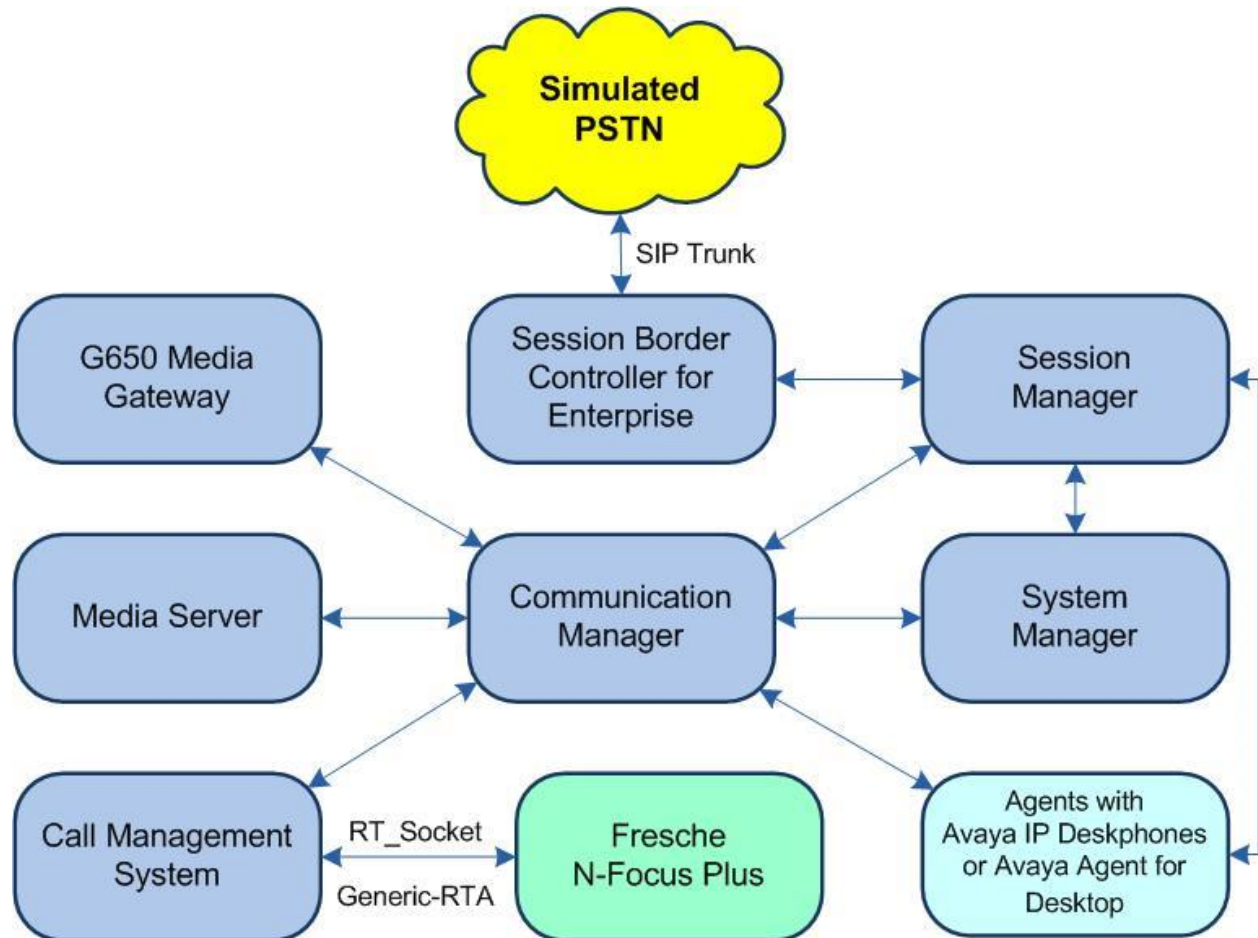 Simulated
PSTN
SIP Trunk
G650 Media
Gateway
Session Border
Controller for
Enterprise
Session
Manager
Media Server
Communication
Manager
System
Manager
Call Management
System
RT_Socket
Generic-RTA
Fresche
N-Focus Plus
Agents with
Avaya IP Deskphones
or Avaya Agent for
Desktop